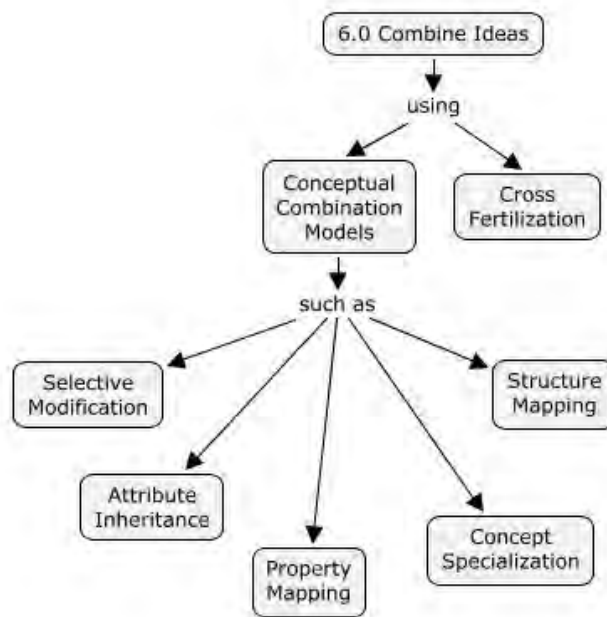 6.0 Combine Ideas
using
Conceptual
Combination
Models
Cross
Fertilization
such as
Selective
Modification
Structure
Mapping
Attribute
Inheritance
Concept
Specialization
Property
Mapping